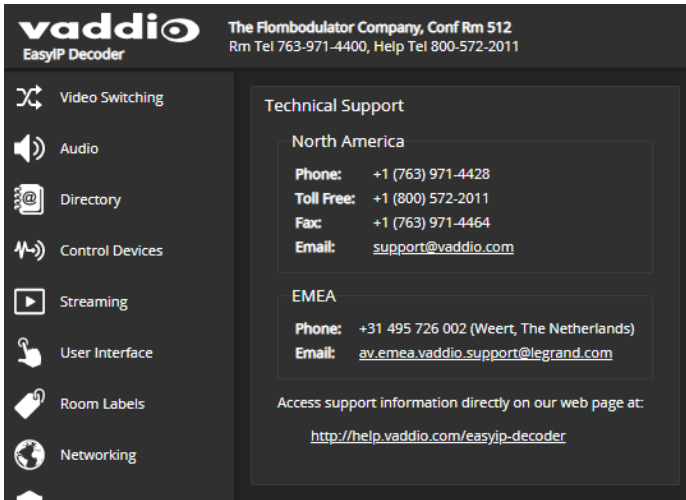 vaddio
EasyIP Decoder
The Flombodulator Company, Conf Rm 512
Rm Tel 763-971-4400, Help Tel 800-572-2011
Video Switching
Audio
Directory
Control Devices
Streaming
User Interface
Room Labels
Networking
Technical Support
North America
Phone: +1 (763) 971-4428
Toll Free: +1 (800) 572-2011
Fax: +1 (763) 971-4464
Email: support@vaddio.com
EMEA
Phone: +31 495 726 002 (Weert, The Netherlands)
Email: av.emea.vaddio.support@legrand.com
Access support information directly on our web page at:
http://help.vaddio.com/easyip-decoder